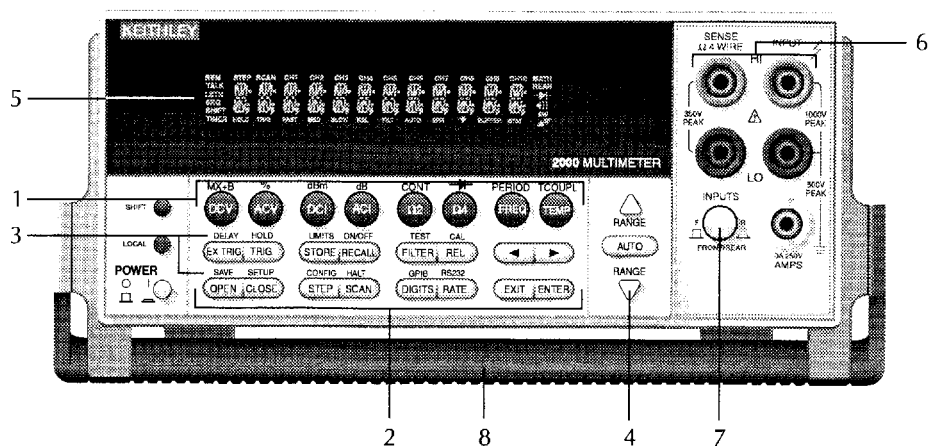 KEITHLEY
SENSE Ω 4 WIRE
INPUT
HI
6
5
REM STEP SCAN CH1 CH2 CH3 CH4 CH5 CH6 CH7 CH8 CH9 CH10 MATH
TALK REAR
LSTN
SRQ
SHIFT
TIMER HOLD TRIG FAST MED SLOW REL FILT AUTO ERR BUFFER STAT
350V PEAK
1000V PEAK
2000 MULTIMETER
LO
500V PEAK
1
MX+B % dBm dB CONT PERIOD TCOUPL
DCV ACV DCI ACI Ω2 Ω4 FREQ TEMP
SHIFT
RANGE
INPUTS
3
DELAY HOLD LIMITS ON/OFF TEST CAL
LOCAL
EX TRIG TRIG STORE RECALL FILTER REL
AUTO
F R
FRONT/REAR
3A 250V
AMPS
POWER
SAVE SETUP CONFIG HALT GPIB RS232
RANGE
OPEN CLOSE STEP SCAN DIGITS RATE EXIT ENTER
2 8 4 7